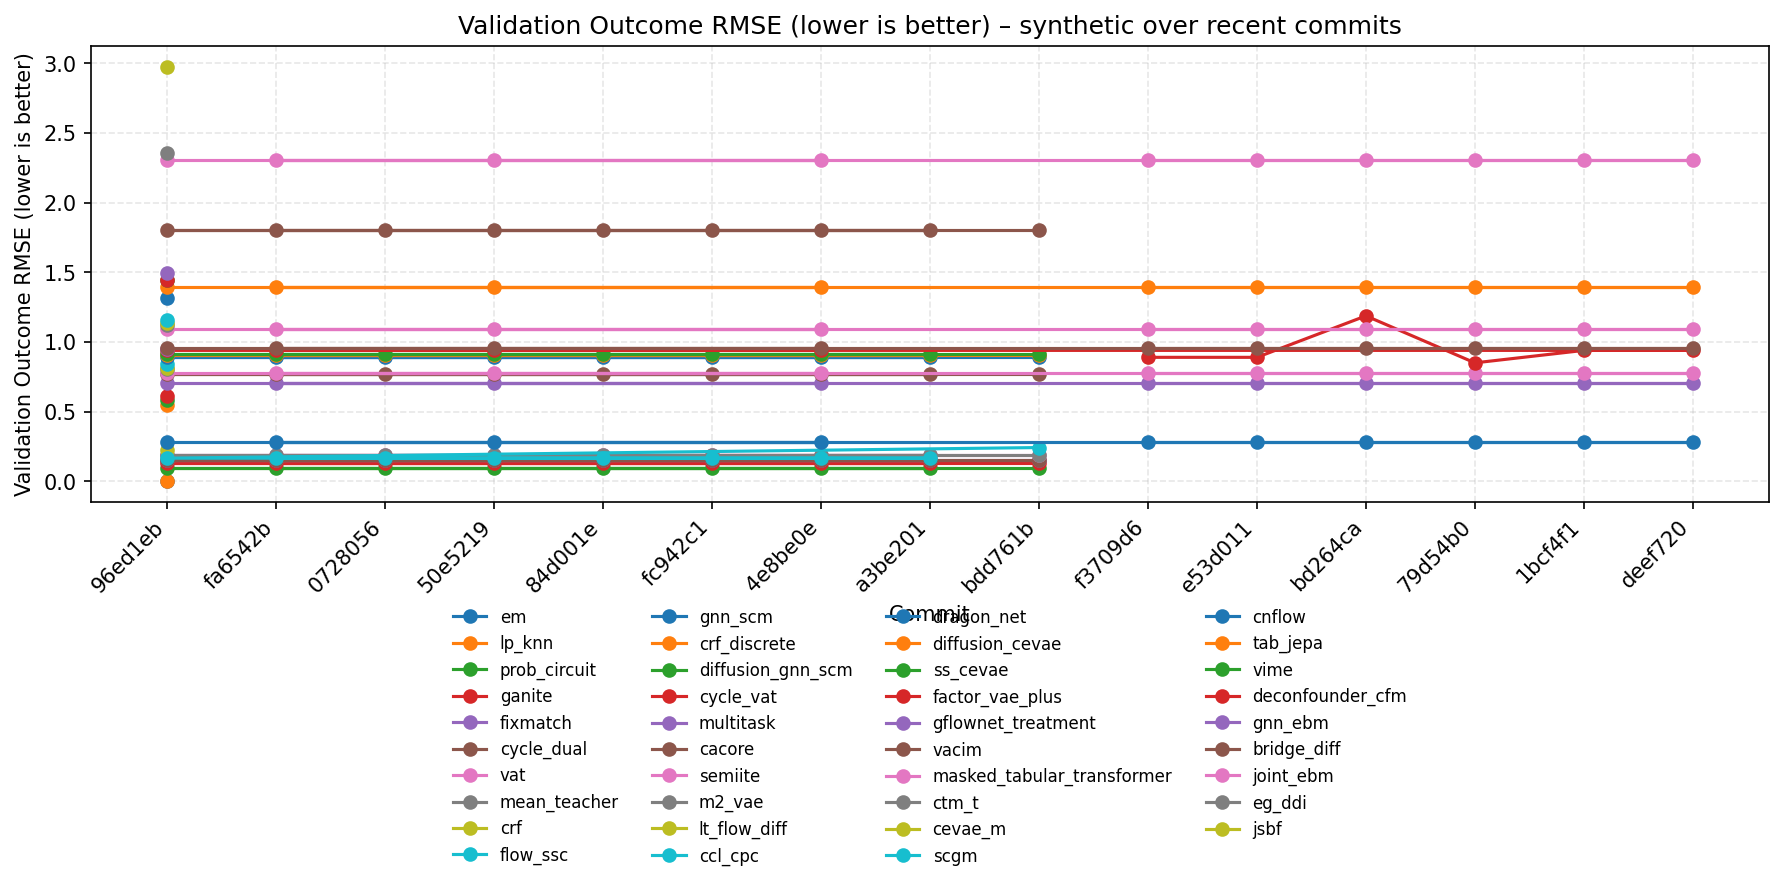 Validation Outcome RMSE (lower is better) – synthetic over recent commits
Validation Outcome RMSE (lower is better)
3.0
2.5
2.0
1.5
1.0
0.5
0.0
96ed1eb
fa6542b
0728056
50e5219
84d001e
fc942c1
4e8be0e
a3be201
bdd761b
f3709d6
e53d011
bd264ca
79d54b0
1bcf4f1
deef720
Commit
em
lp_knn
prob_circuit
ganite
fixmatch
cycle_dual
vat
mean_teacher
crf
flow_ssc
gnn_scm
crf_discrete
diffusion_gnn_scm
cycle_vat
multitask
cacore
semiite
m2_vae
lt_flow_diff
ccl_cpc
dragon_net
diffusion_cevae
ss_cevae
factor_vae_plus
gflownet_treatment
vacim
masked_tabular_transformer
ctm_t
cevae_m
scgm
cnflow
tab_jepa
vime
deconfounder_cfm
gnn_ebm
bridge_diff
joint_ebm
eg_ddi
jsbf